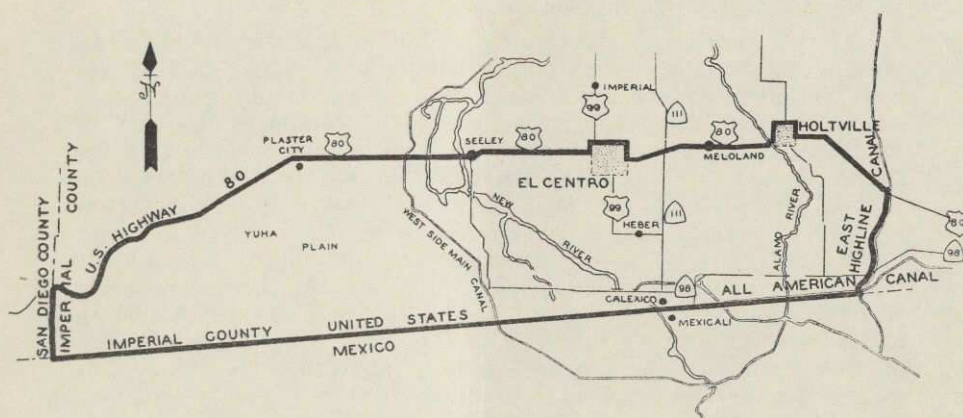 N
IMPERIAL
99
111
PLASTER
CITY
80
SEELEY
80
80
HOLTVILLE
MELOLAND
EL CENTRO
U.S. HIGHWAY 80
SAN DIEGO COUNTY
IMPERIAL COUNTY
YUHA
PLAIN
WEST SIDE MAIN
CANAL
NEW
RIVER
99
HEBER
111
ALAMO RIVER
EAST HIGHLINE
CANAL
80
98
98
ALL AMERICAN CANAL
CALEXICO
MEXICALI
IMPERIAL COUNTY UNITED STATES
MEXICO